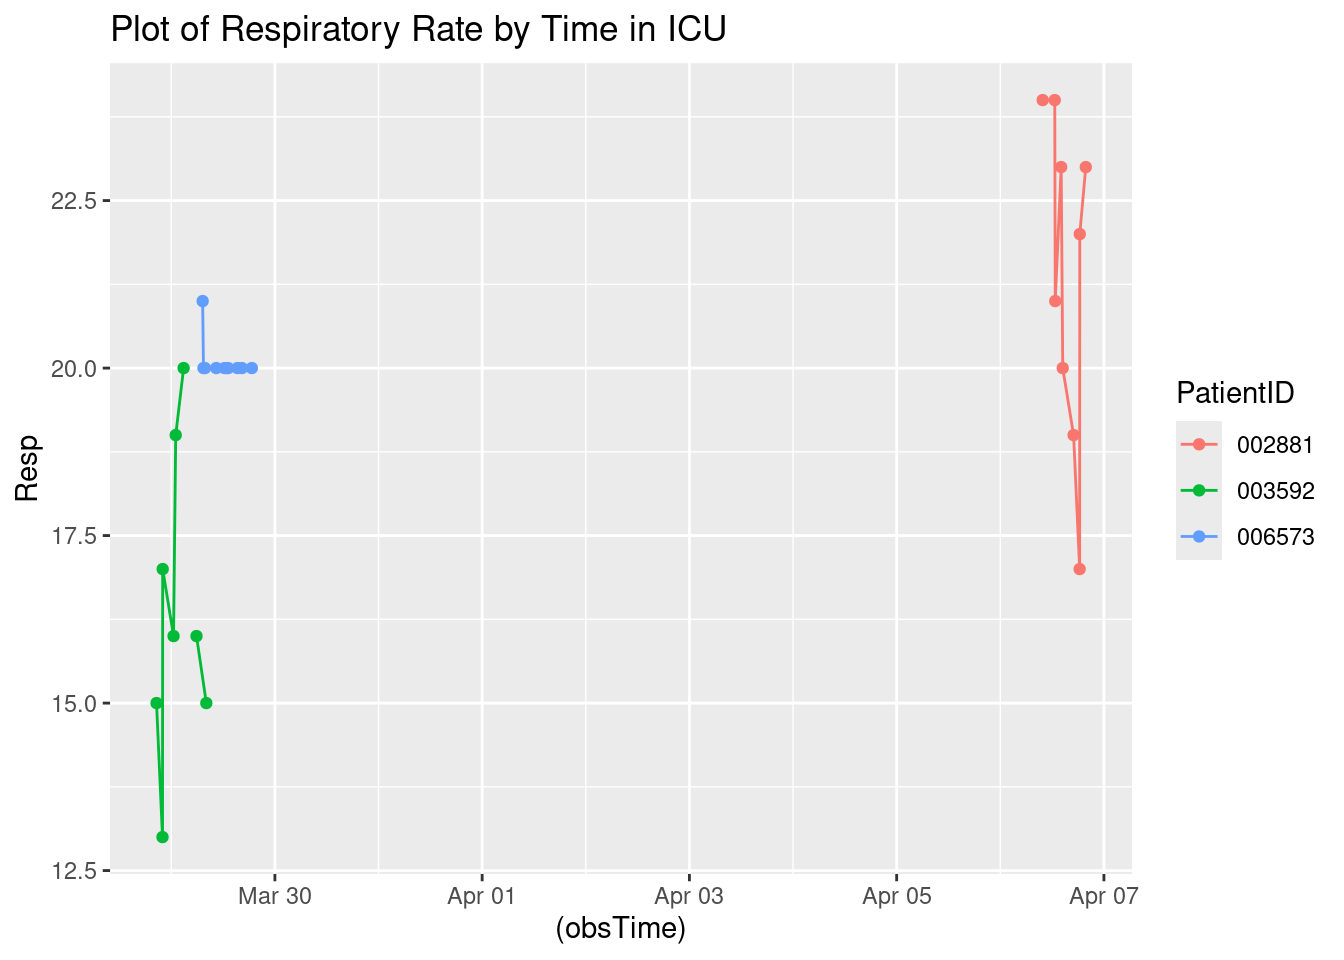 Plot of Respiratory Rate by Time in ICU
22.5
20.0
17.5
15.0
12.5
Resp
Mar 30
Apr 01
Apr 03
Apr 05
Apr 07
(obsTime)
PatientID
002881
003592
006573